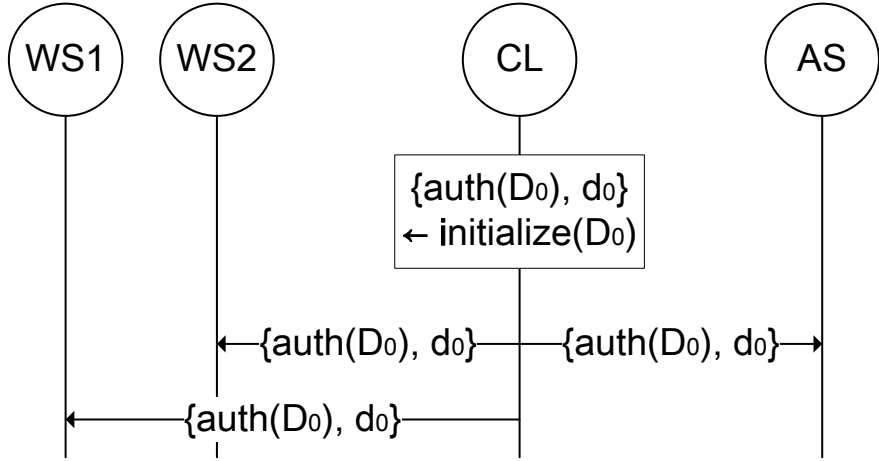 WS1 WS2 CL AS
{auth(D₀), d₀}
← initialize(D₀)
{auth(D₀), d₀} {auth(D₀), d₀}
{auth(D₀), d₀}